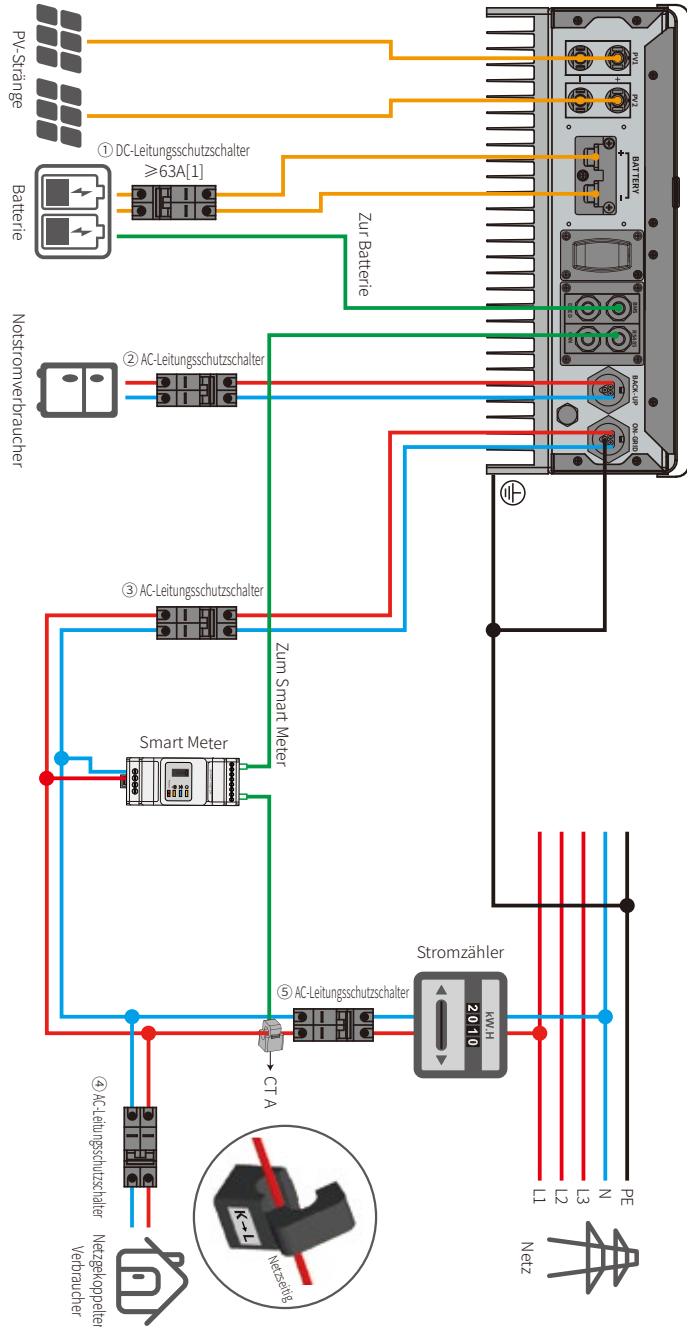 PV-Stränge
PV1
PV2
+
−
① DC-Leitungsschutzschalter
≥63A[1]
BATTERY
+
−
Batterie
Zur Batterie
BMS
RS485
② AC-Leitungsschutzschalter
BACK-UP
ON-GRID
Notstromverbraucher
③ AC-Leitungsschutzschalter
Zum Smart Meter
Smart Meter
Stromzähler
kW.H
2010
⑤ AC-Leitungsschutzschalter
CT A
PE
N
L3
L2
L1
Netz
④ AC-Leitungsschutzschalter
Netzgekoppelter
Verbraucher
K→L
Netzseitig